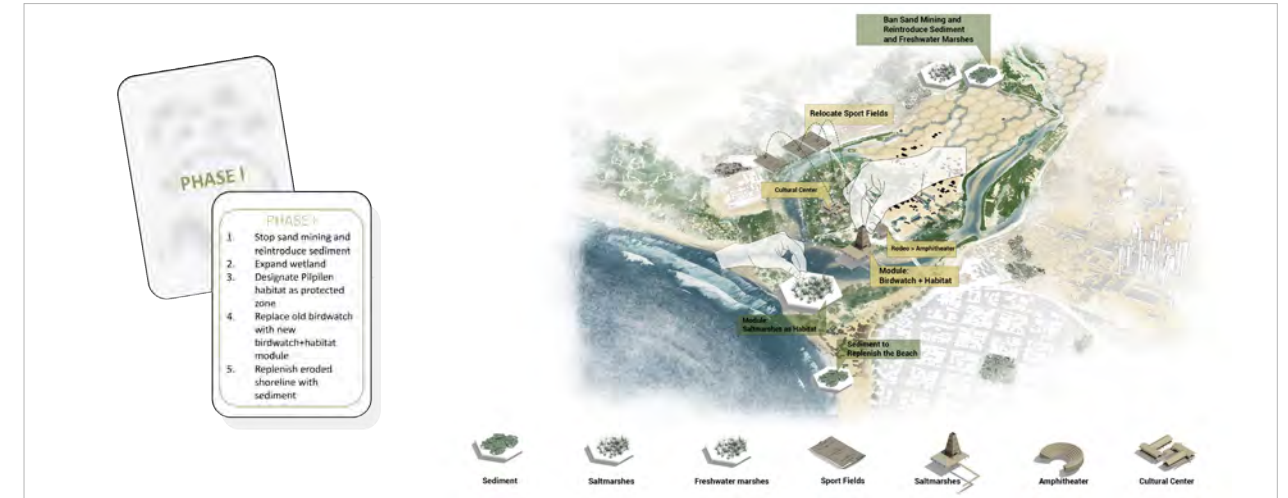 PHASE I
PHASE I
1. Stop sand mining and
reintroduce sediment
2. Expand wetland
3. Designate Pilpilen
habitat as protected
zone
4. Replace old birdwatch
with new
birdwatch+habitat
module
5. Replenish eroded
shoreline with
sediment
Ban Sand Mining and
Reintroduce Sediment
and Freshwater Marshes
Relocate Sport Fields
Cultural Center
Rodeo > Amphitheater
Module:
Birdwatch + Habitat
Module:
Saltmarshes as Habitat
Sediment to
Replenish the Beach
Sediment
Saltmarshes
Freshwater marshes
Sport Fields
Saltmarshes
Amphitheater
Cultural Center